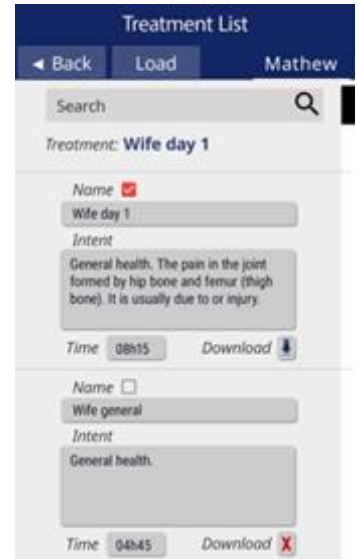 Treatment List
◄ Back Load Mathew
Search
Treatment: Wife day 1
Name
Wife day 1
Intent
General health. The pain in the joint
formed by hip bone and femur (thigh
bone). It is usually due to or injury.
Time 08h15 Download
Name
Wife general
Intent
General health.
Time 04h45 Download X